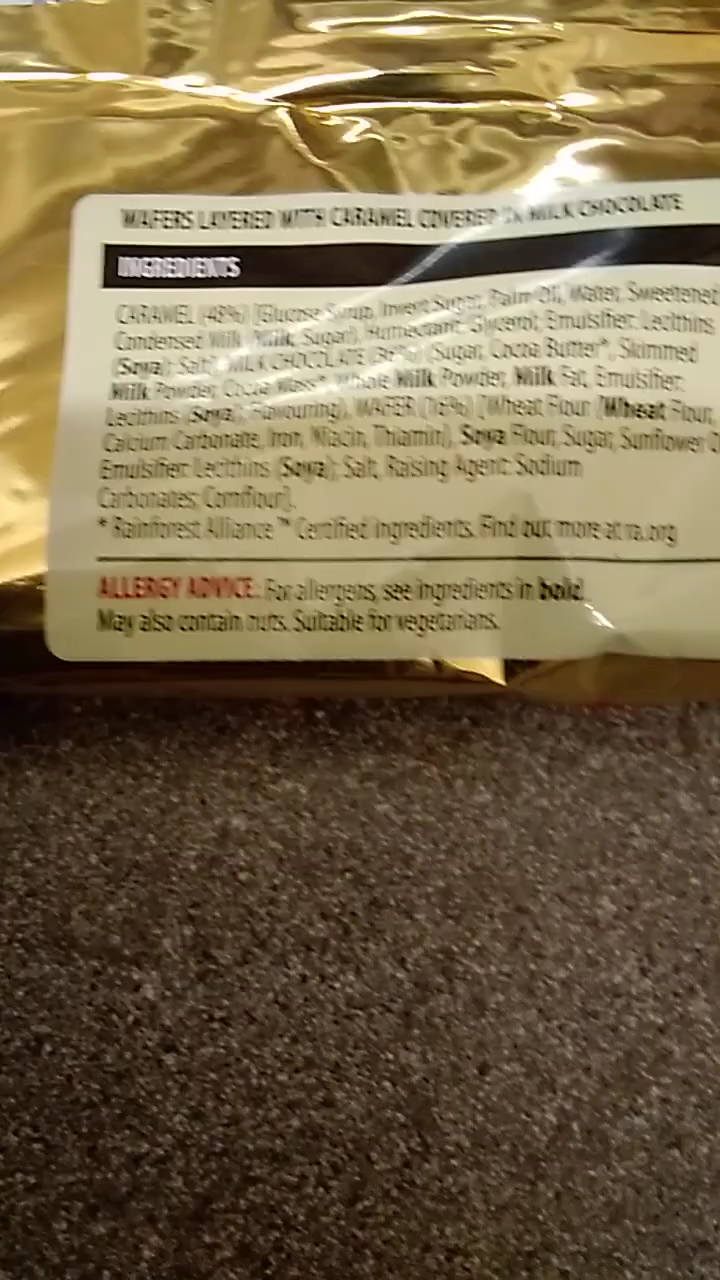 WAFERS LAYERED WITH CARAMEL COVERED IN MILK CHOCOLATE
INGREDIENTS
CARAMEL (48%) [Glucose Syrup, Invert Sugar, Palm Oil, Water, Sweetened
Condensed Milk (Milk, Sugar), Humectant: Glycerol; Emulsifier: Lecithins
(Soya); Salt], MILK CHOCOLATE (36%) (Sugar, Cocoa Butter*, Skimmed
Milk Powder, Cocoa Mass*, Whole Milk Powder, Milk Fat, Emulsifier:
Lecithins (Soya); Flavouring), WAFER (16%) [Wheat Flour (Wheat Flour,
Calcium Carbonate, Iron, Niacin, Thiamin), Soya Flour, Sugar, Sunflower
Emulsifier: Lecithins (Soya); Salt, Raising Agent: Sodium
Carbonates; Cornflour].
* Rainforest Alliance™ Certified ingredients. Find out more at ra.org
ALLERGY ADVICE: For allergens, see ingredients in bold.
May also contain nuts. Suitable for vegetarians.